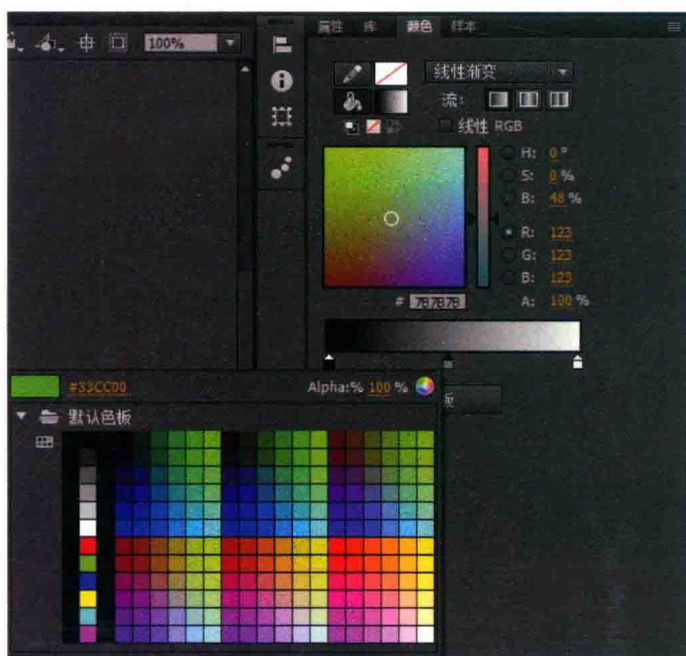 属性 库 颜色 样本
100%
线性渐变
流:
线性 RGB
H: 0 °
S: 0 %
B: 48 %
R: 123
G: 123
B: 123
# 7B7B7B
A: 100 %
#33CC00 Alpha:% 100 %
板
默认色板